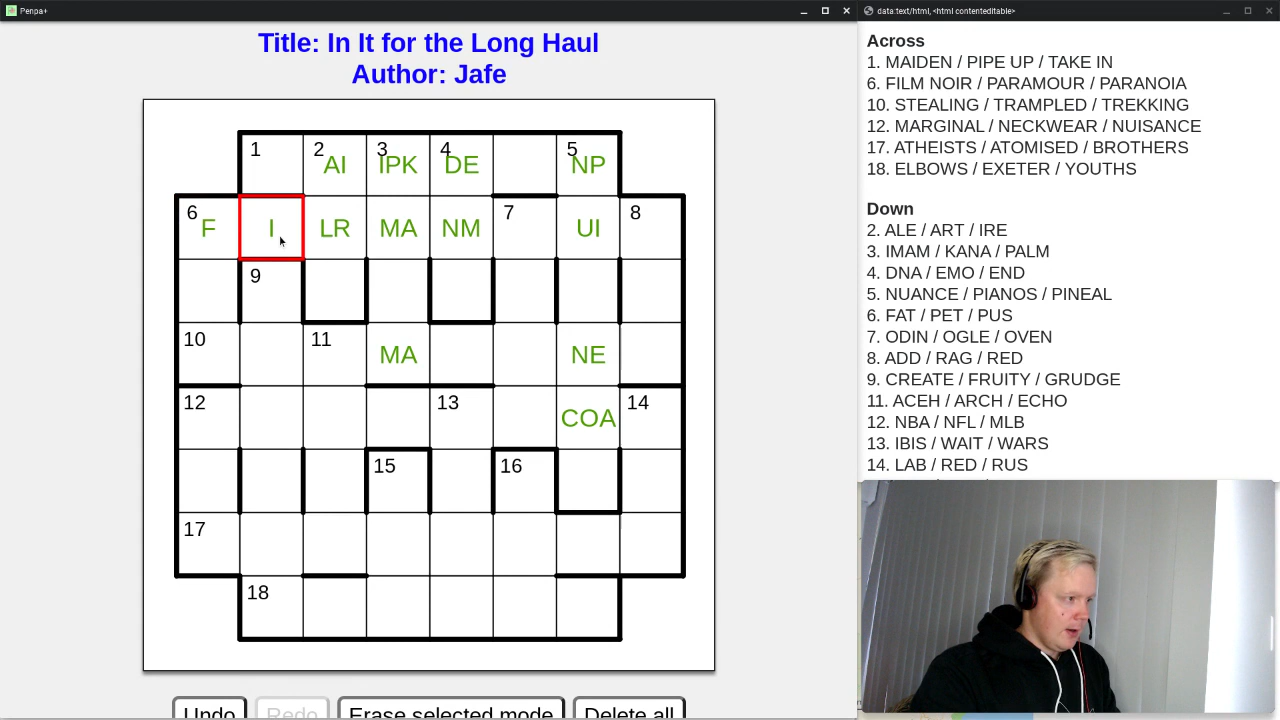 Penpa+
data:text/html, <html contenteditable>
Title: In It for the Long Haul
Author: Jafe
1 2 AI 3 IPK 4 DE 5 NP
6 F I LR MA NM 7 UI 8
9
10 11 MA NE
12 13 COA 14
15 16
17
18
Undo Redo Erase selected mode Delete all
Across
1. MAIDEN / PIPE UP / TAKE IN
6. FILM NOIR / PARAMOUR / PARANOIA
10. STEALING / TRAMPLED / TREKKING
12. MARGINAL / NECKWEAR / NUISANCE
17. ATHEISTS / ATOMISED / BROTHERS
18. ELBOWS / EXETER / YOUTHS
Down
2. ALE / ART / IRE
3. IMAM / KANA / PALM
4. DNA / EMO / END
5. NUANCE / PIANOS / PINEAL
6. FAT / PET / PUS
7. ODIN / OGLE / OVEN
8. ADD / RAG / RED
9. CREATE / FRUITY / GRUDGE
11. ACEH / ARCH / ECHO
12. NBA / NFL / MLB
13. IBIS / WAIT / WARS
14. LAB / RED / RUS